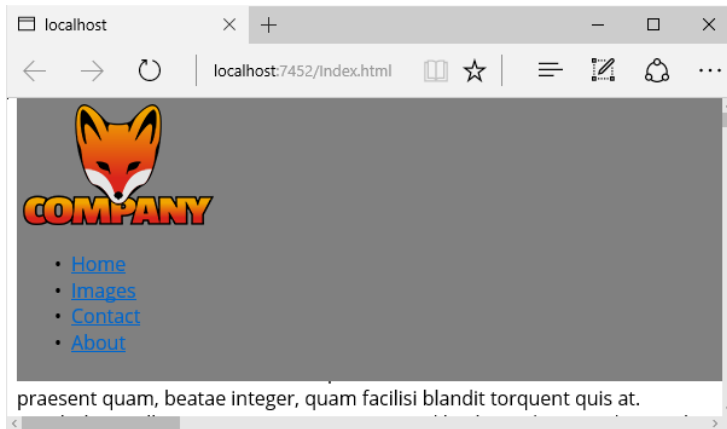 localhost
localhost:7452/Index.html
COMPANY
Home
Images
Contact
About
praesent quam, beatae integer, quam facilisi blandit torquent quis at.